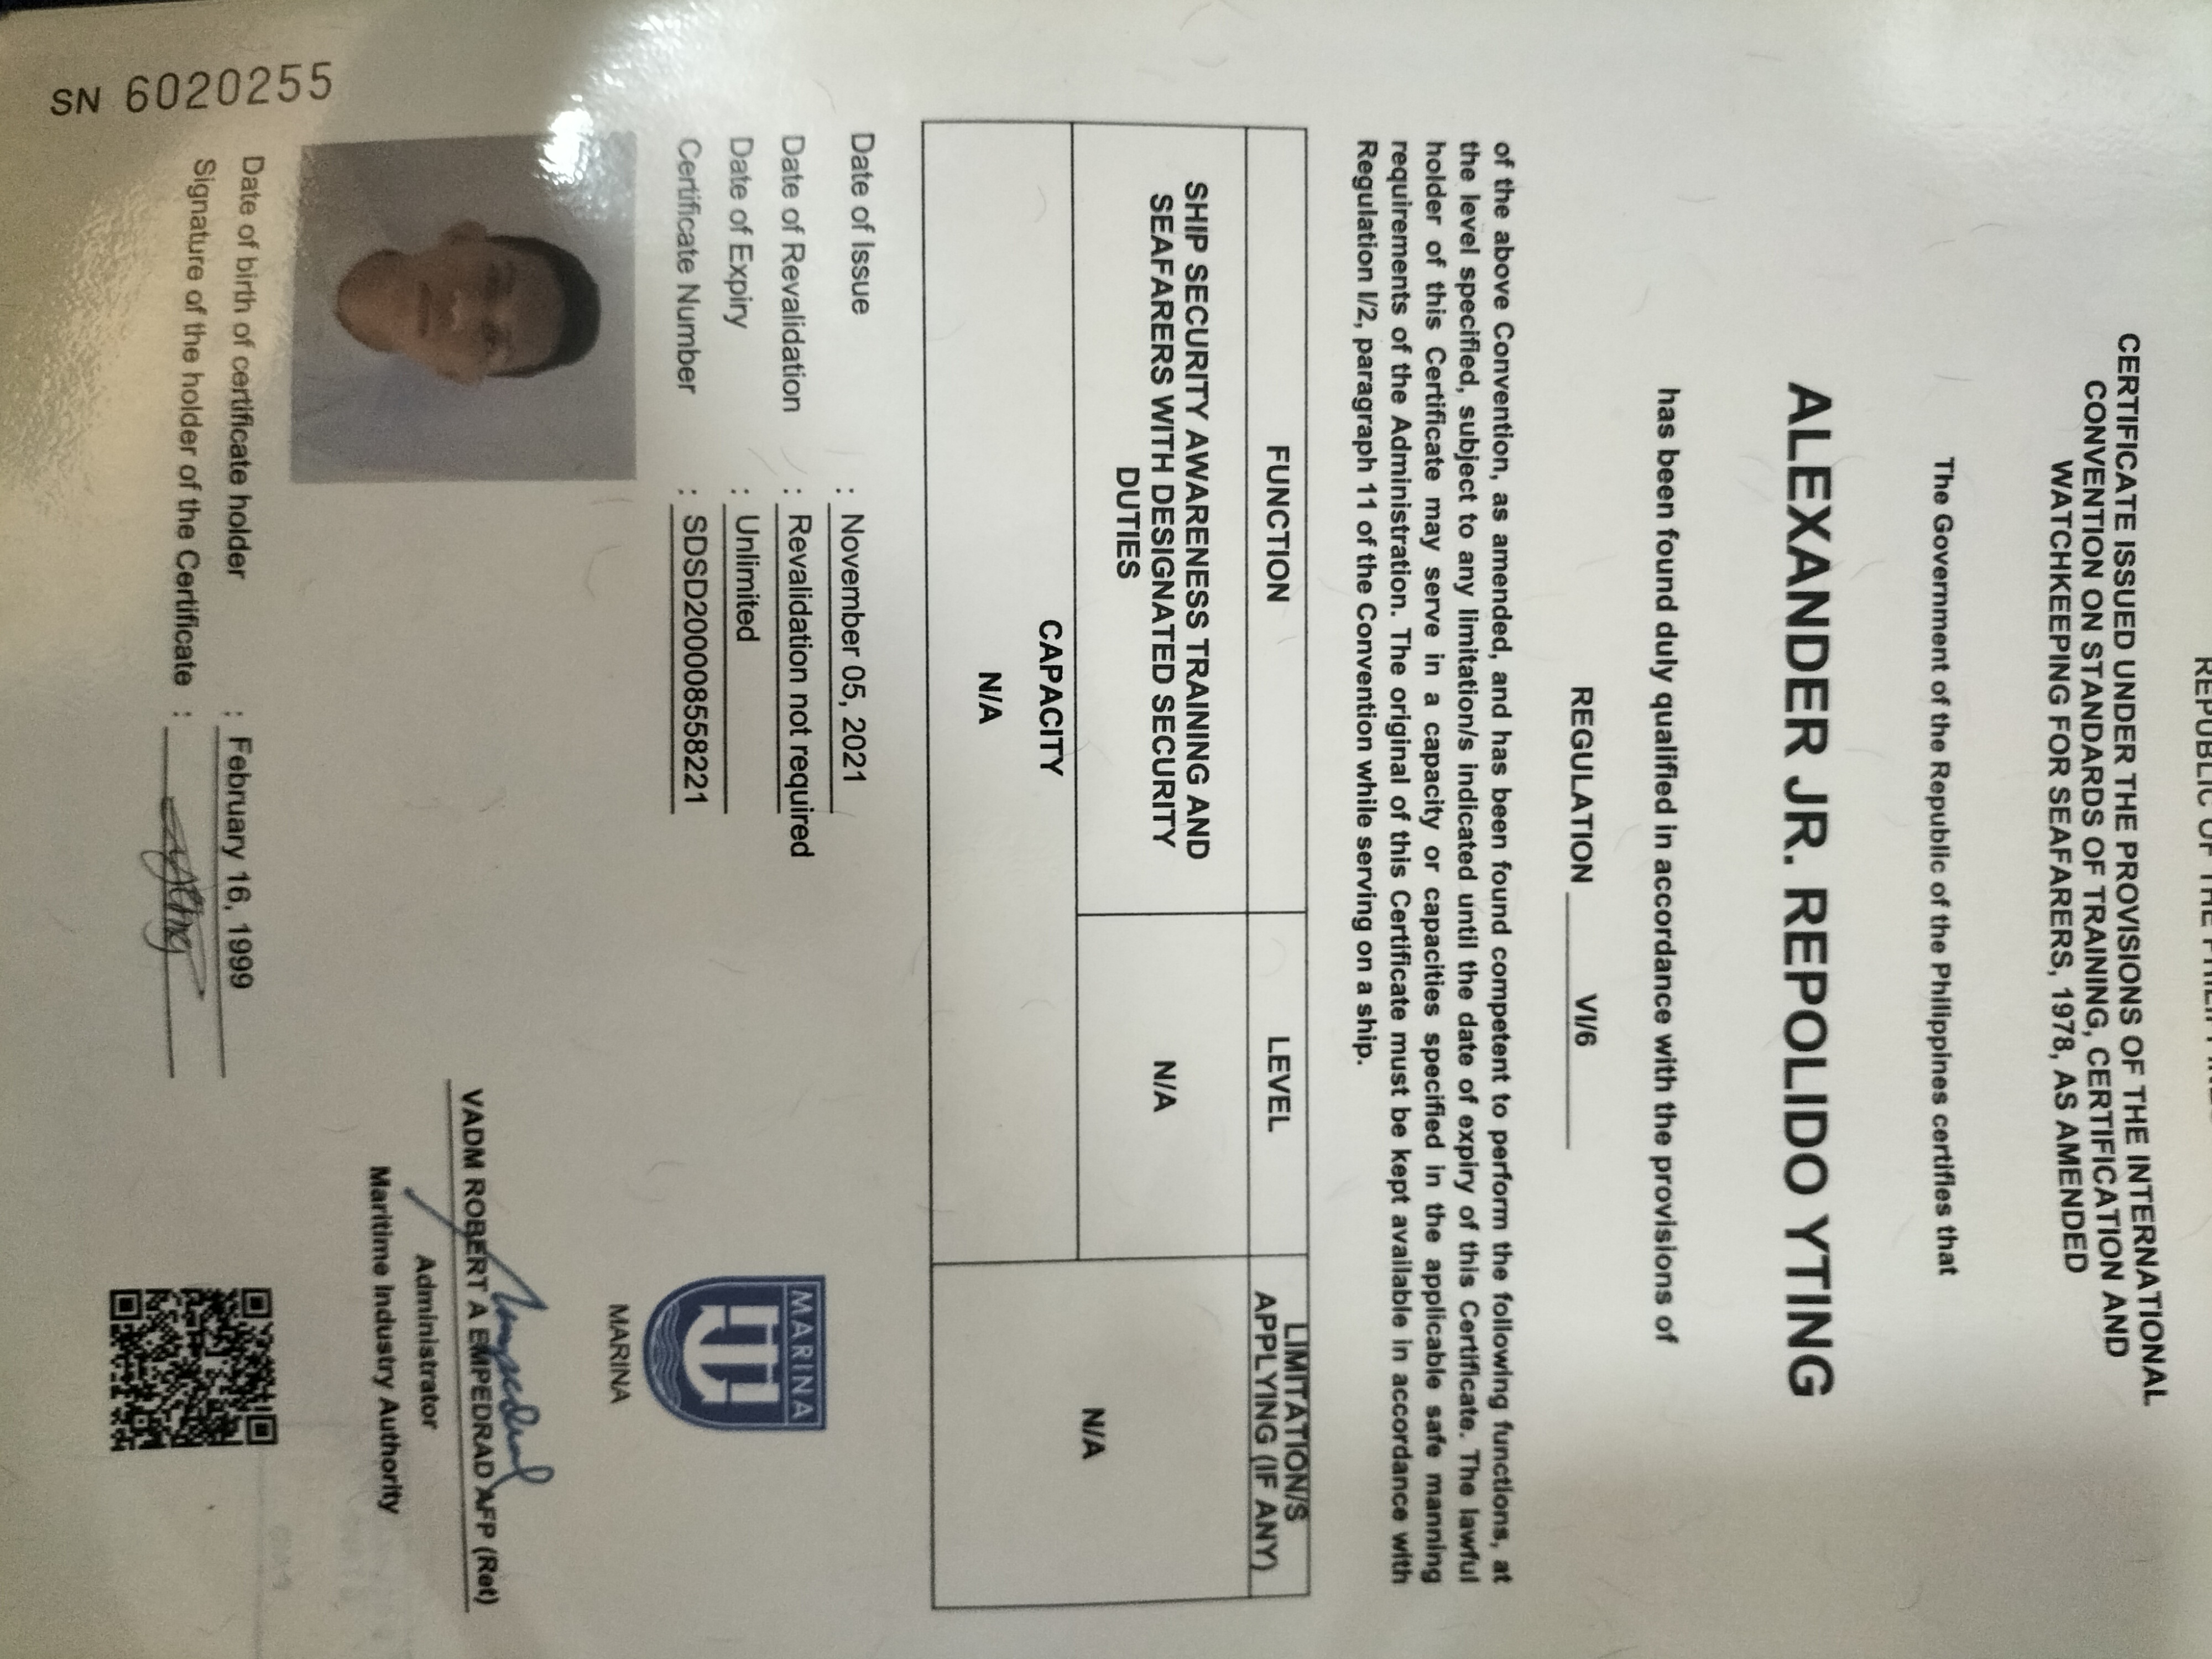 REPUBLIC OF THE
CERTIFICATE ISSUED UNDER THE PROVISIONS OF THE INTERNATIONAL
CONVENTION ON STANDARDS OF TRAINING, CERTIFICATION AND
WATCHKEEPING FOR SEAFARERS, 1978, AS AMENDED
The Government of the Republic of the Philippines certifies that
ALEXANDER JR. REPOLIDO YTING
has been found duly qualified in accordance with the provisions of
REGULATION VI/6
of the above Convention, as amended, and has been found competent to perform the following functions, at
the level specified, subject to any limitation/s indicated until the date of expiry of this Certificate. The lawful
holder of this Certificate may serve in a capacity or capacities specified in the applicable safe manning
requirements of the Administration. The original of this Certificate must be kept available in accordance with
Regulation I/2, paragraph 11 of the Convention while serving on a ship.
FUNCTION LEVEL LIMITATION/S
APPLYING (IF ANY)
SHIP SECURITY AWARENESS TRAINING AND
SEAFARERS WITH DESIGNATED SECURITY
DUTIES
N/A
N/A
CAPACITY
N/A
Date of Issue : November 05, 2021
Date of Revalidation : Revalidation not required
Date of Expiry : Unlimited
Certificate Number : SDSD20008558221
MARINA
MARINA
VADM ROBERT A EMPEDRAD AFP (Ret)
Administrator
Maritime Industry Authority
Date of birth of certificate holder : February 16, 1999
Signature of the holder of the Certificate :
SN 6020255